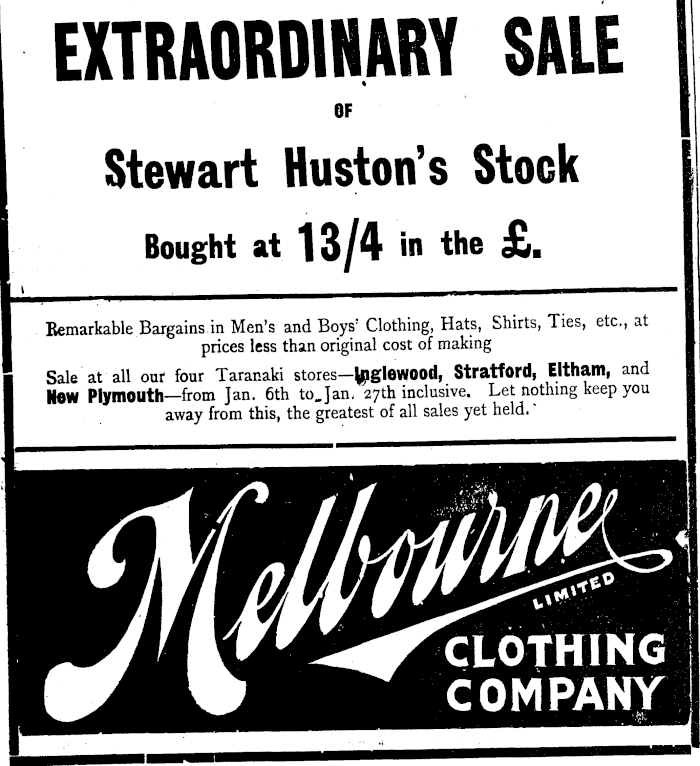 EXTRAORDINARY SALE
OF
Stewart Huston's Stock
Bought at 13/4 in the £.
Remarkable Bargains in Men's and Boys' Clothing, Hats, Shirts, Ties, etc., at
prices less than original cost of making
Sale at all our four Taranaki stores—Inglewood, Stratford, Eltham, and
New Plymouth—from Jan. 6th to Jan. 27th inclusive. Let nothing keep you
away from this, the greatest of all sales yet held.
Melbourne
LIMITED
CLOTHING
COMPANY